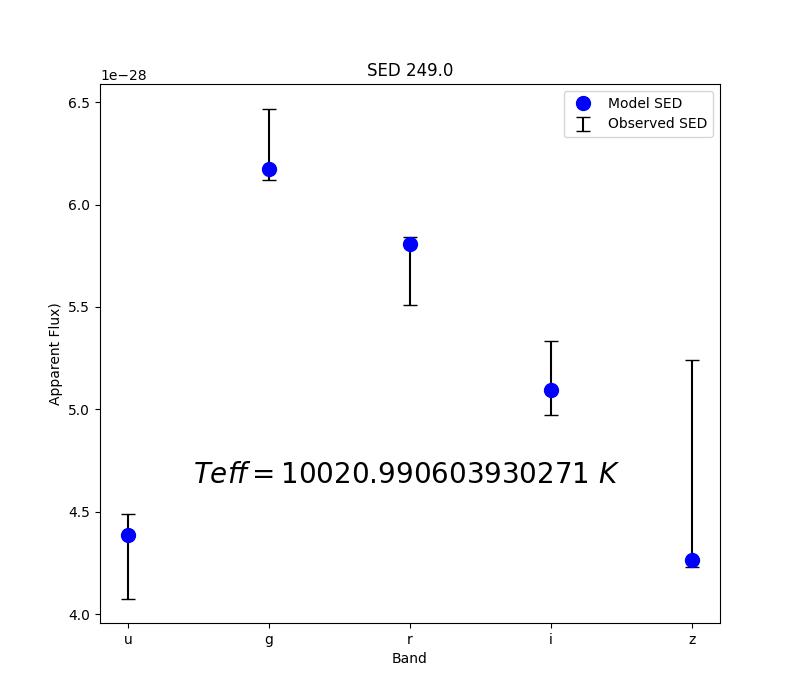 SED 249.0
1e−28
6.5
6.0
5.5
5.0
4.5
4.0
Apparent Flux)
Model SED
Observed SED
Teff = 10020.990603930271 K
u g r i z
Band